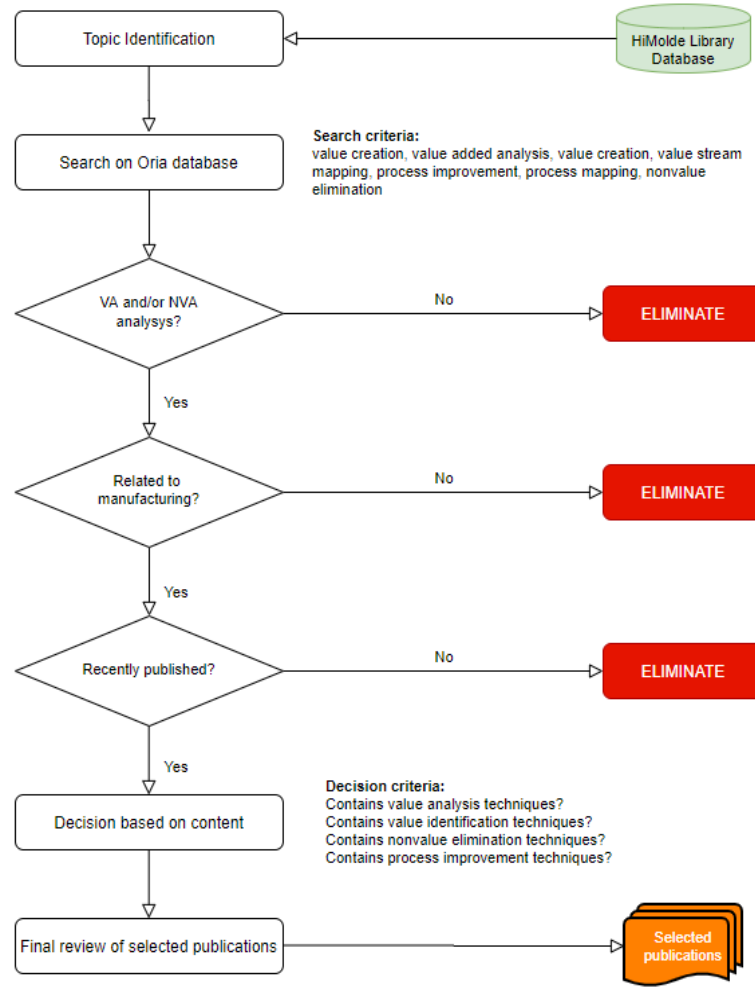 Topic Identification
HiMolde Library
Database
Search on Oria database
Search criteria:
value creation, value added analysis, value creation, value stream
mapping, process improvement, process mapping, nonvalue
elimination
VA and/or NVA
analysys?
No
ELIMINATE
Yes
Related to
manufacturing?
No
ELIMINATE
Yes
Recently published?
No
ELIMINATE
Yes
Decision based on content
Decision criteria:
Contains value analysis techniques?
Contains value identification techniques?
Contains nonvalue elimination techniques?
Contains process improvement techniques?
Final review of selected publications
Selected
publications